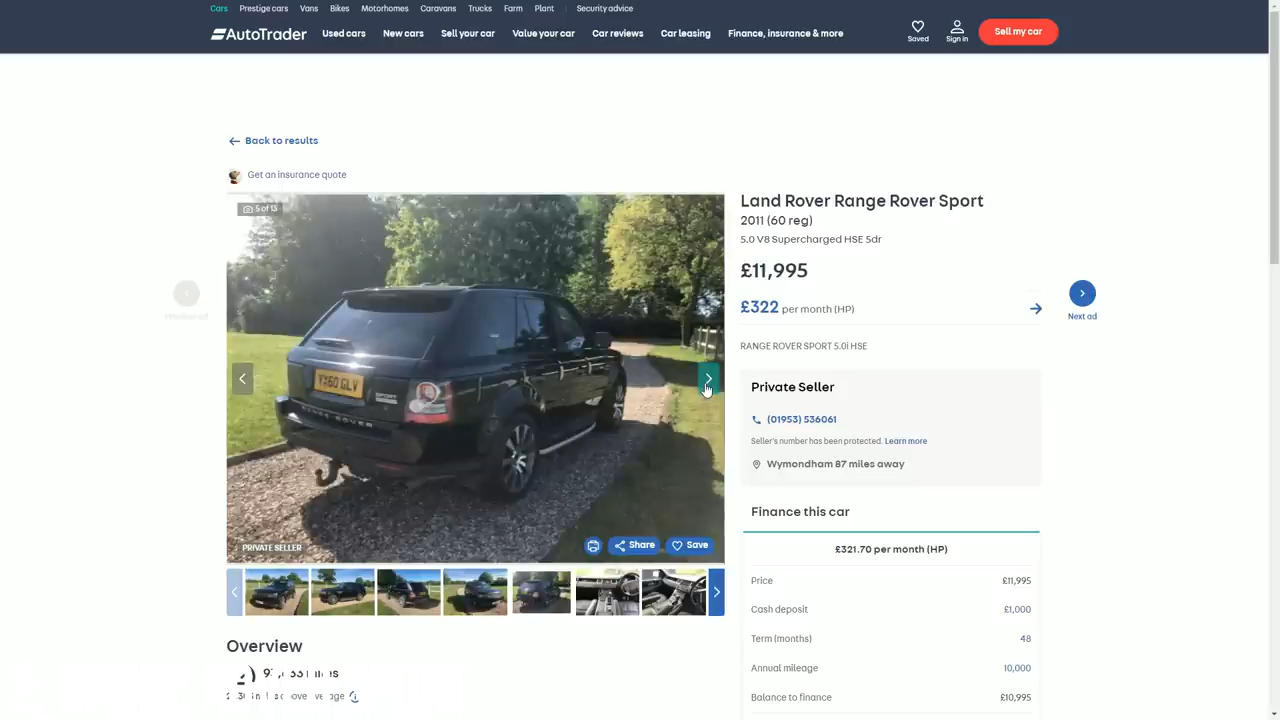 Cars Prestige cars Vans Bikes Motorhomes Caravans Trucks Farm Plant Security advice
AutoTrader Used cars New cars Sell your car Value your car Car reviews Car leasing Finance, insurance & more Saved Sign in Sell my car
Back to results
Get an insurance quote
5 of 13
YX60 GLV
SPORT
RANGE ROVER
PRIVATE SELLER
Share
Save
Overview
Land Rover Range Rover Sport
2011 (60 reg)
5.0 V8 Supercharged HSE 5dr
£11,995
£322 per month (HP)
Next ad
RANGE ROVER SPORT 5.0i HSE
Private Seller
(01953) 536061
Seller's number has been protected. Learn more
Wymondham 87 miles away
Finance this car
£321.70 per month (HP)
Price £11,995
Cash deposit £1,000
Term (months) 48
Annual mileage 10,000
Balance to finance £10,995